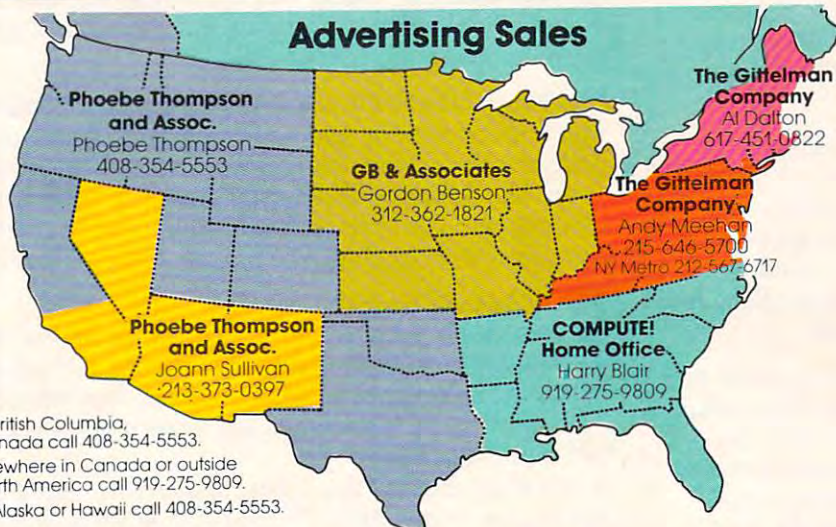 Advertising Sales
Phoebe Thompson
and Assoc.
Phoebe Thompson
408-354-5553
GB & Associates
Gordon Benson
312-362-1821
The Gittelman
Company
Al Dalton
617-451-0822
The Gittelman
Company
Andy Meehan
215-646-5700
NY Metro 212-567-6717
Phoebe Thompson
and Assoc.
Joann Sullivan
213-373-0397
COMPUTE!
Home Office
Harry Blair
919-275-9809
ritish Columbia,
nada call 408-354-5553.
ewhere in Canada or outside
rth America call 919-275-9809.
Alaska or Hawaii call 408-354-5553.